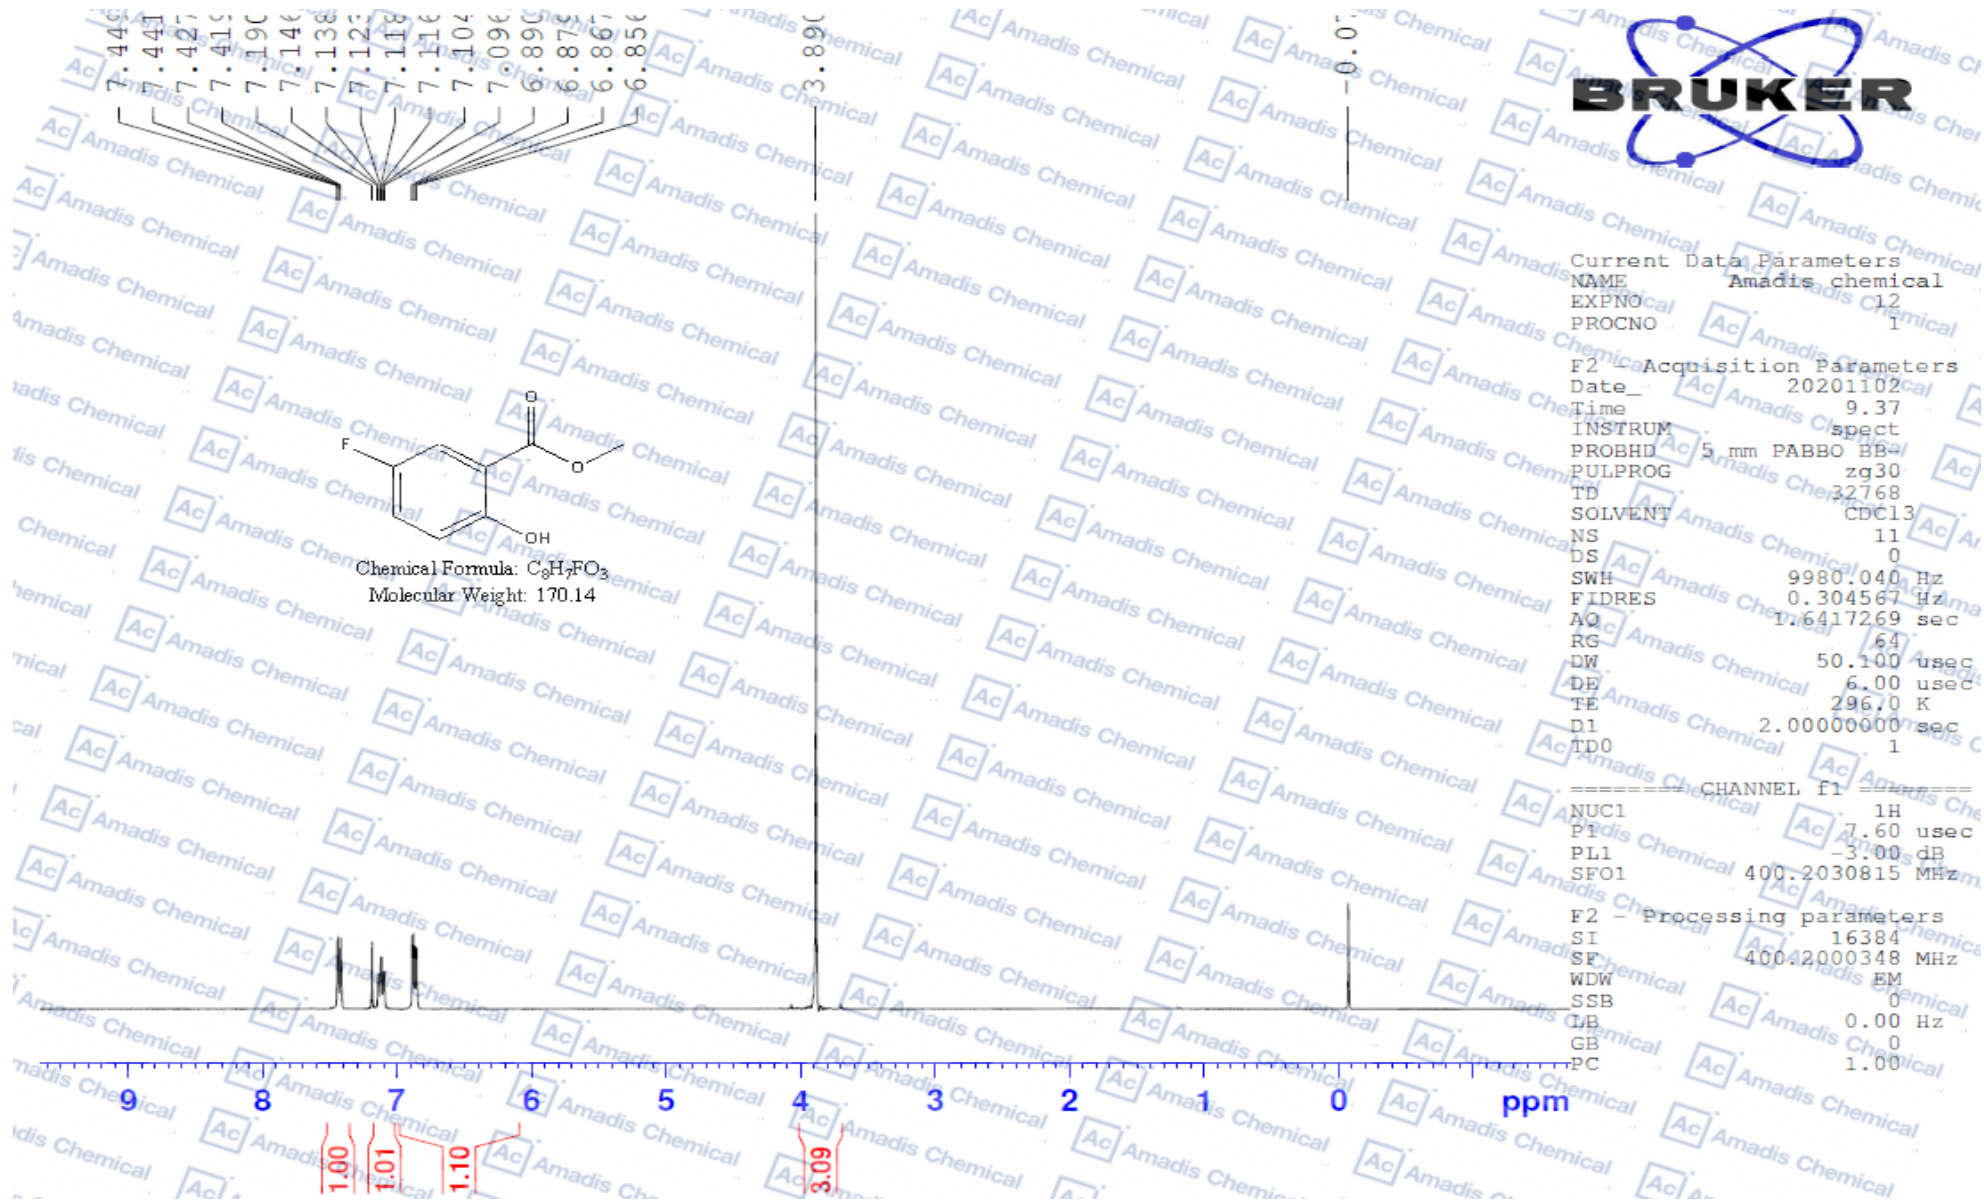 7.449
7.441
7.427
7.419
7.190
7.146
7.138
7.123
7.118
7.116
7.104
7.096
6.890
6.879
6.867
6.856
3.890
-0.07
BRUKER
Current Data Parameters
NAME Amadis chemical
EXPNO 12
PROCNO 1
F2 - Acquisition Parameters
Date_ 20201102
Time 9.37
INSTRUM spect
PROBHD 5 mm PABBO BB-
PULPROG zg30
TD 32768
SOLVENT CDCl3
NS 11
DS 0
SWH 9980.040 Hz
FIDRES 0.304567 Hz
AQ 1.6417269 sec
RG 64
DW 50.100 usec
DE 6.00 usec
TE 296.0 K
D1 2.00000000 sec
TD0 1
======== CHANNEL f1 ========
NUC1 1H
P1 7.60 usec
PL1 -3.00 dB
SFO1 400.2030815 MHz
F2 - Processing parameters
SI 16384
SF 400.2000348 MHz
WDW EM
SSB 0
LB 0.00 Hz
GB 0
PC 1.00
O
F
O
OH
Chemical Formula: C8H7FO3
Molecular Weight: 170.14
9 8 7 6 5 4 3 2 1 0 ppm
1.00
1.01
1.10
3.09
Ac Amadis Chemical